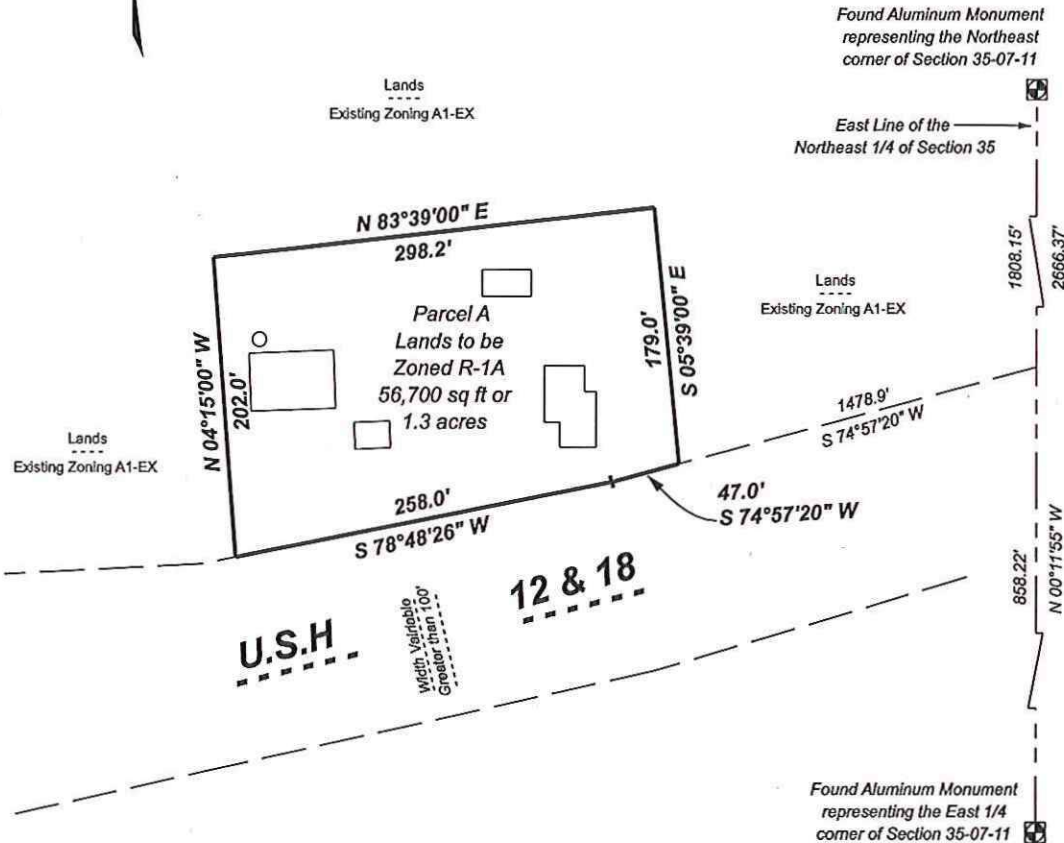 Found Aluminum Monument
representing the Northeast
corner of Section 35-07-11
Lands
Existing Zoning A1-EX
East Line of the
Northeast 1/4 of Section 35
N 83°39'00" E
298.2'
1808.15'
2666.37'
Lands
Existing Zoning A1-EX
Parcel A
Lands to be
Zoned R-1A
56,700 sq ft or
1.3 acres
179.0'
S 05°39'00" E
N 04°15'00" W
202.0'
1478.9'
S 74°57'20" W
Lands
Existing Zoning A1-EX
258.0'
S 78°48'26" W
47.0'
S 74°57'20" W
858.22'
N 00°11'55" W
U.S.H 12 & 18
Width Vairiable
Greater than 100'
Found Aluminum Monument
representing the East 1/4
corner of Section 35-07-11